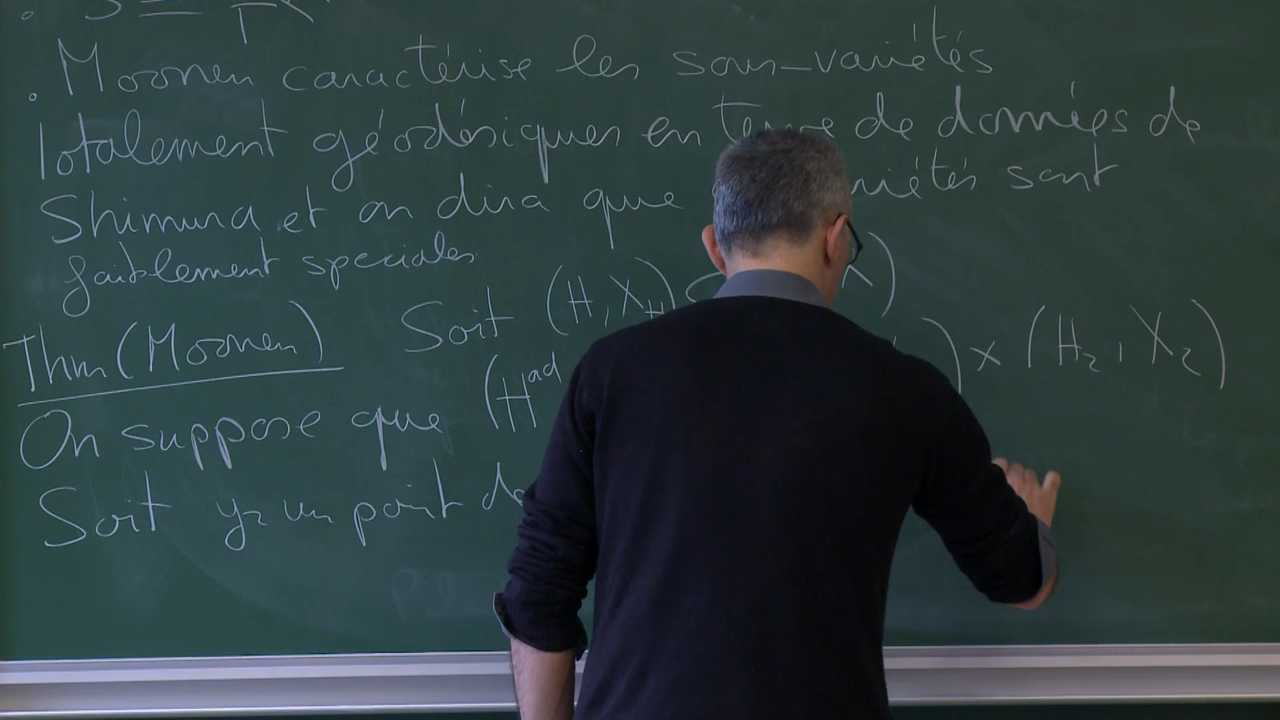 . S = Γ\X
. Moonen caractérise les sous-variétés
totalement géodésiques en terme de données de
Shimura et on dira que variétés sont
faiblement speciales
Thm (Moonen) Soit (H, X_H) ⊂ X)
On suppose que (H^ad ) × (H_2, X_2)
Soit y_2 un point de